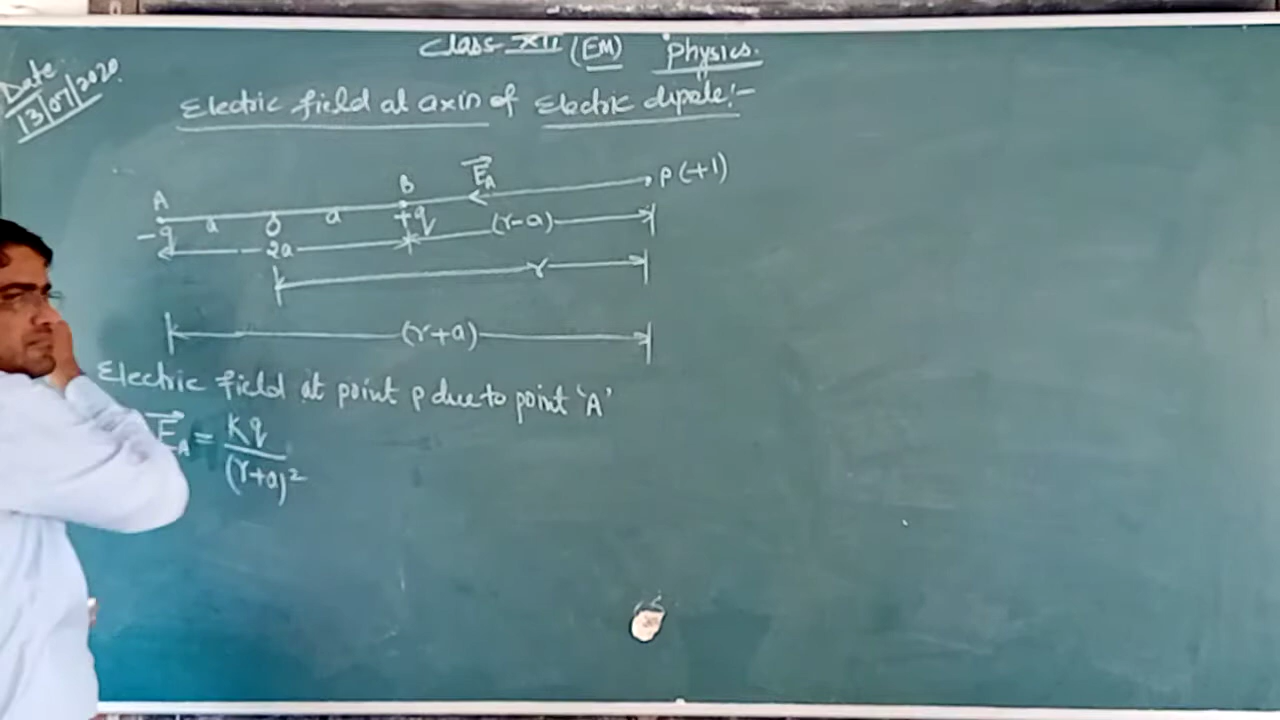 Class XII (EM) Physics.
Date
13/07/2020
Electric field at axin of Electric dipole:-
A B E_A P(+1)
-q a O a +q (r-a)
2a
r
(r+a)
Electric field at point p due to point 'A'
E_A = Kq/(r+a)²